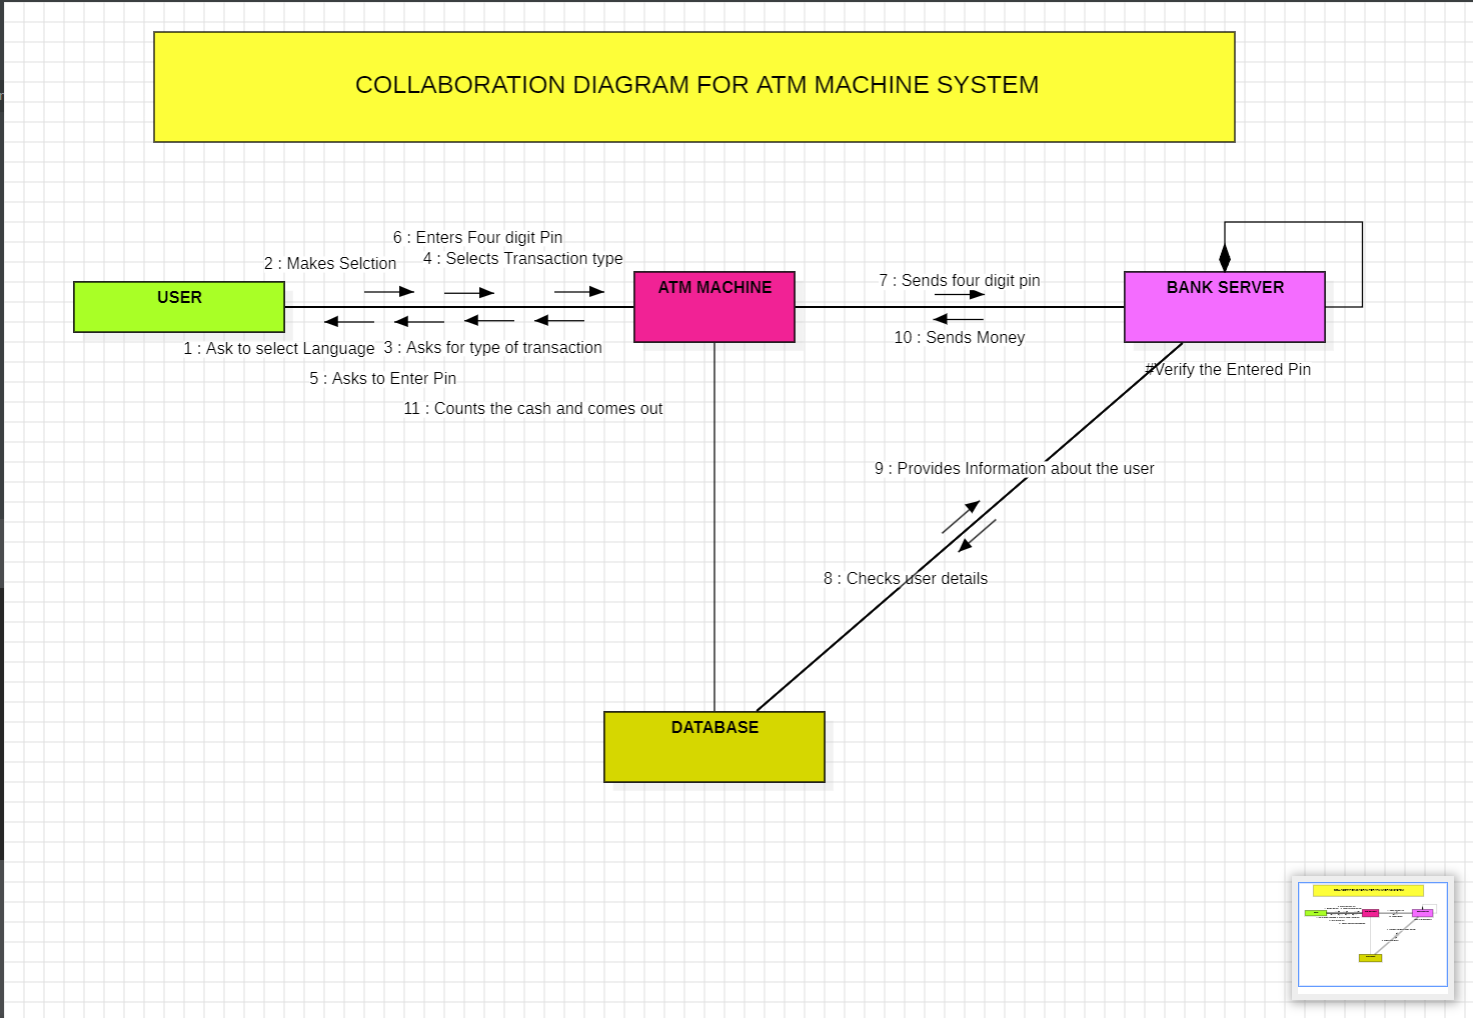 COLLABORATION DIAGRAM FOR ATM MACHINE SYSTEM
6 : Enters Four digit Pin
2 : Makes Selction
4 : Selects Transaction type
USER
ATM MACHINE
7 : Sends four digit pin
BANK SERVER
10 : Sends Money
1 : Ask to select Language
3 : Asks for type of transaction
5 : Asks to Enter Pin
11 : Counts the cash and comes out
#Verify the Entered Pin
9 : Provides Information about the user
8 : Checks user details
DATABASE